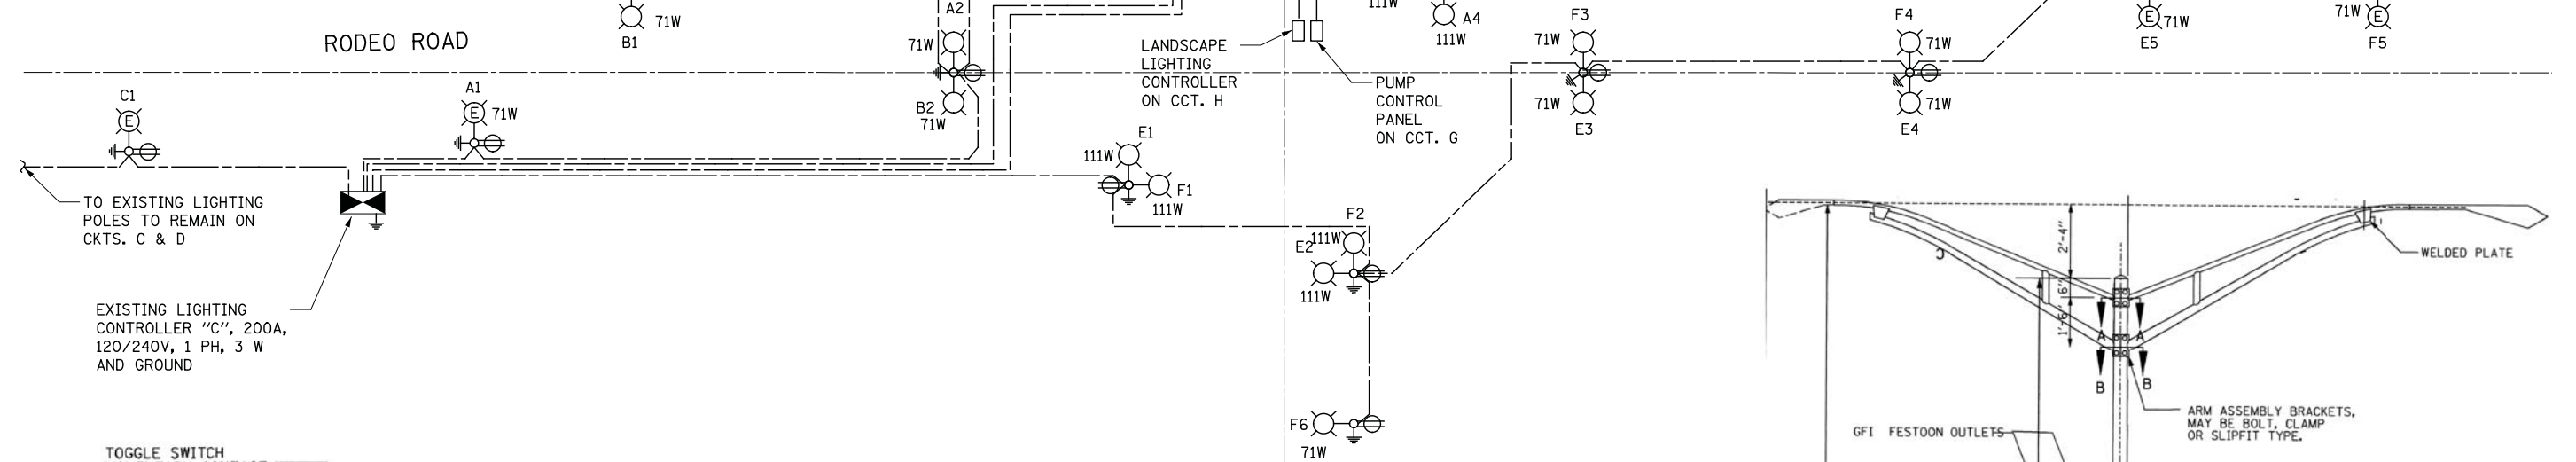 71W
B1
A2
RODEO ROAD
71W
B2
71W
C1
A1
E
E
71W
LANDSCAPE
LIGHTING
CONTROLLER
ON CCT. H
111W
A4
111W
PUMP
CONTROL
PANEL
ON CCT. G
F3
71W
71W
E3
F4
71W
71W
E4
E
71W
E5
71W
E
F5
TO EXISTING LIGHTING
POLES TO REMAIN ON
CKTS. C & D
EXISTING LIGHTING
CONTROLLER "C", 200A,
120/240V, 1 PH, 3 W
AND GROUND
E1
111W
F1
111W
F2
E2
111W
111W
F6
71W
TOGGLE SWITCH
2'-4"
6"
1'-6"
WELDED PLATE
A
A
B
B
ARM ASSEMBLY BRACKETS,
MAY BE BOLT, CLAMP
OR SLIPFIT TYPE.
GFI FESTOON OUTLETS